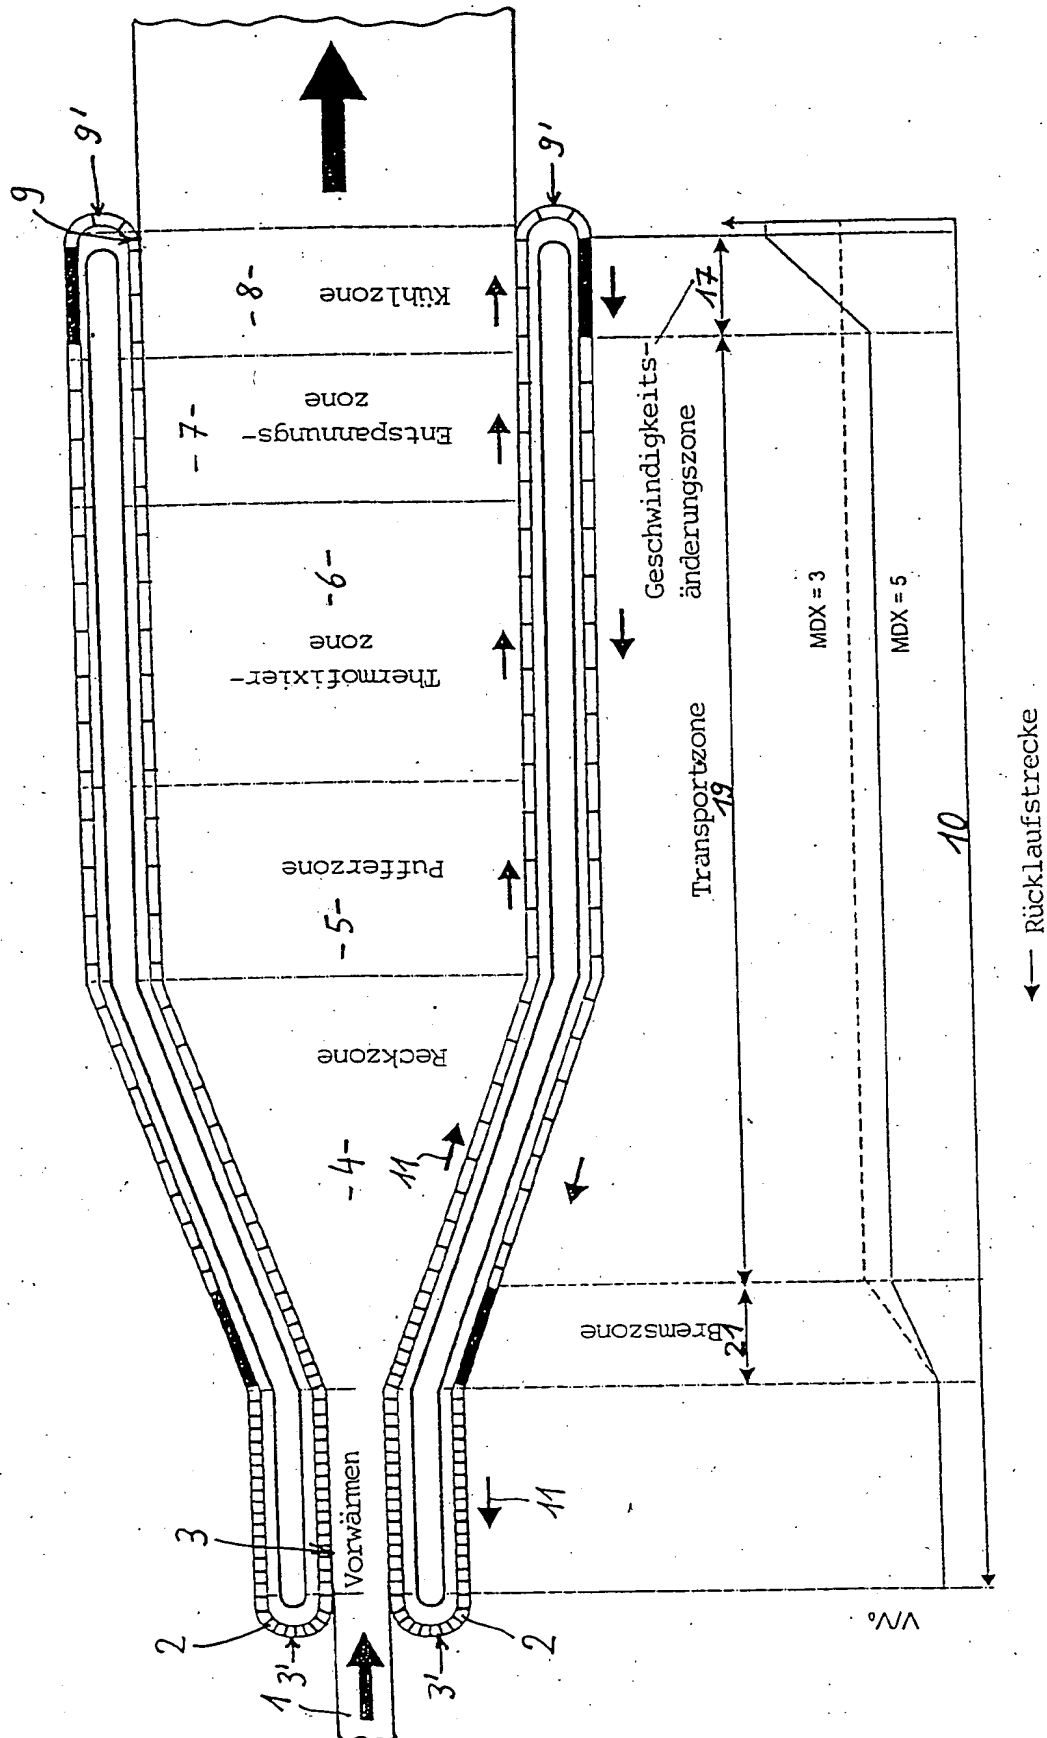 9'
9
9'
-8-
Kühlzone
17
-7-
Entspannungs-
zone
Geschwindigkeits-
änderungszone
-6-
Thermofixier-
zone
MDX = 3
MDX = 5
Transportzone
19
-5-
Pufferzone
10
Rücklaufstrecke
Reckzone
-4-
11
Bremszone
21
3
Vorwärmen
11
2
2
V/V₀
3'
3'
1